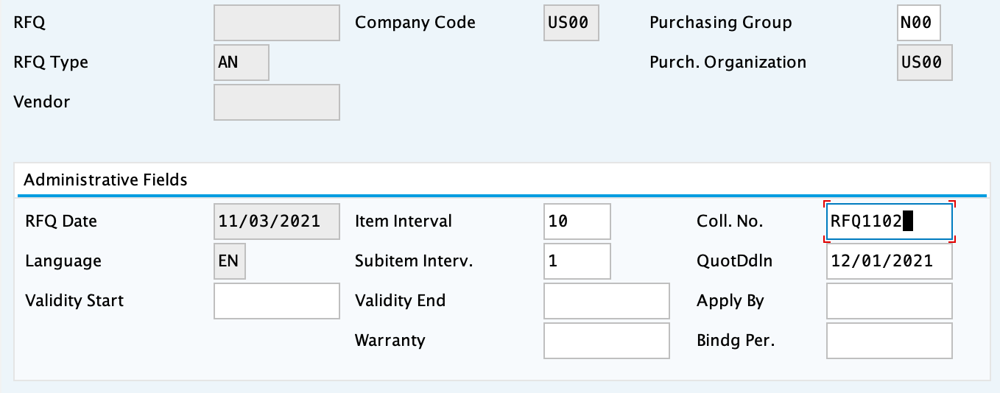 RFQ Company Code US00 Purchasing Group N00
RFQ Type AN Purch. Organization US00
Vendor
Administrative Fields
RFQ Date 11/03/2021 Item Interval 10 Coll. No. RFQ1102
Language EN Subitem Interv. 1 QuotDdln 12/01/2021
Validity Start Validity End Apply By
Warranty Bindg Per.